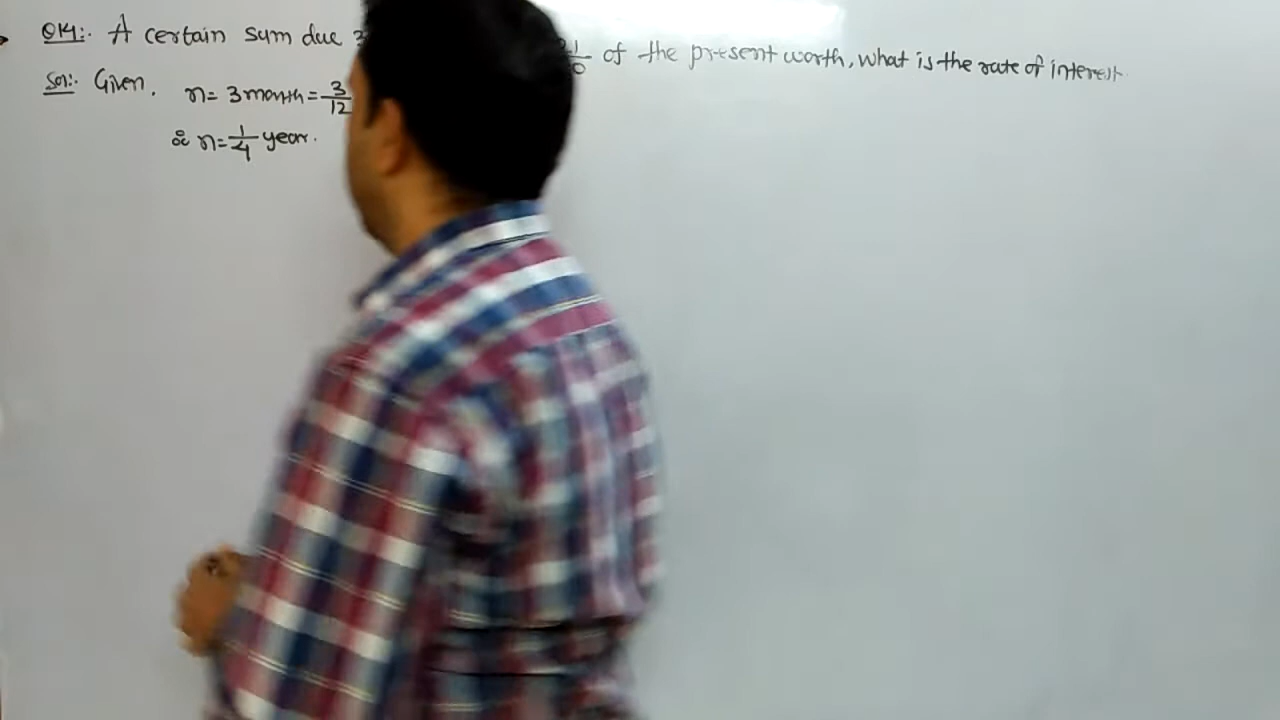 Q14:. A certain sum due of the present worth, what is the rate of interest.
Sol:. Given, n = 3 month = 3/12
∴ n = 1/4 year.